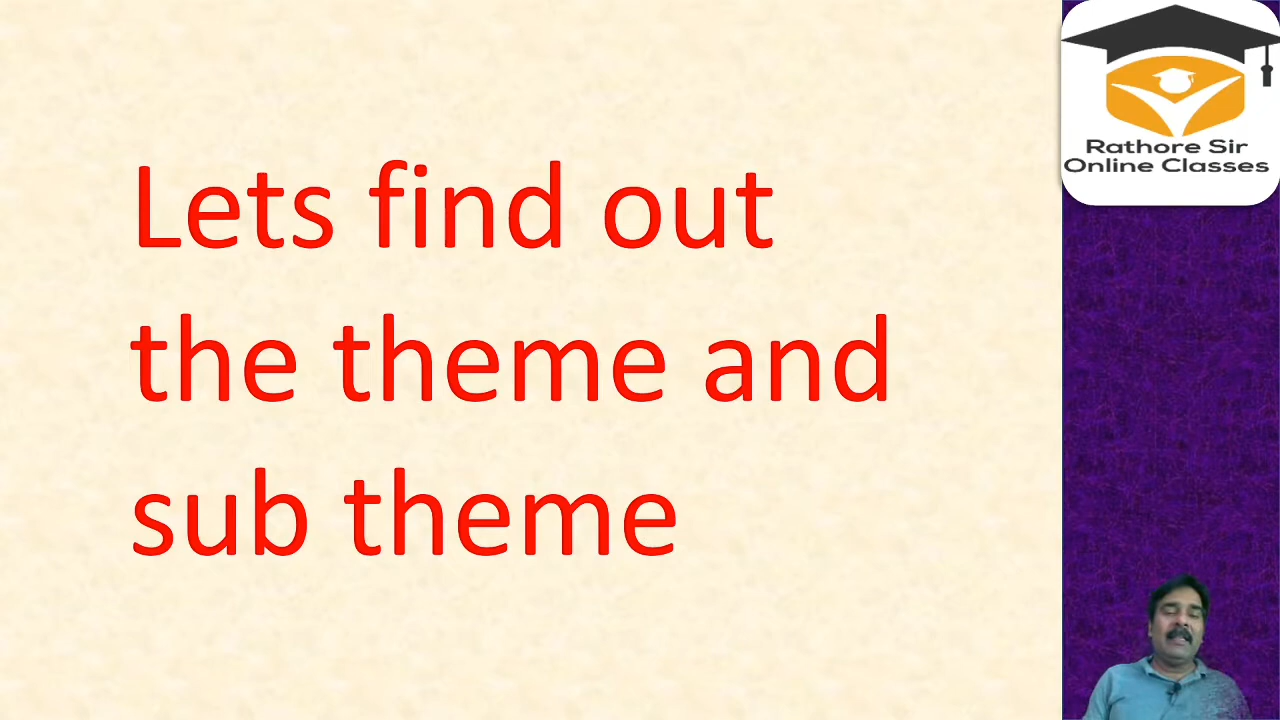 Lets find out
the theme and
sub theme
Rathore Sir
Online Classes